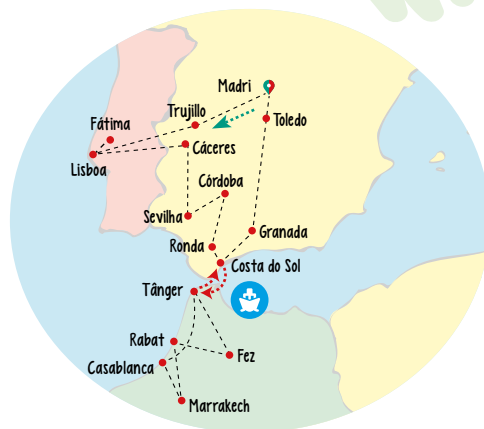 Madri
Trujillo
Toledo
Fátima
Cáceres
Lisboa
Córdoba
Sevilha
Granada
Ronda
Costa do Sol
Tânger
Rabat
Fez
Casablanca
Marrakech